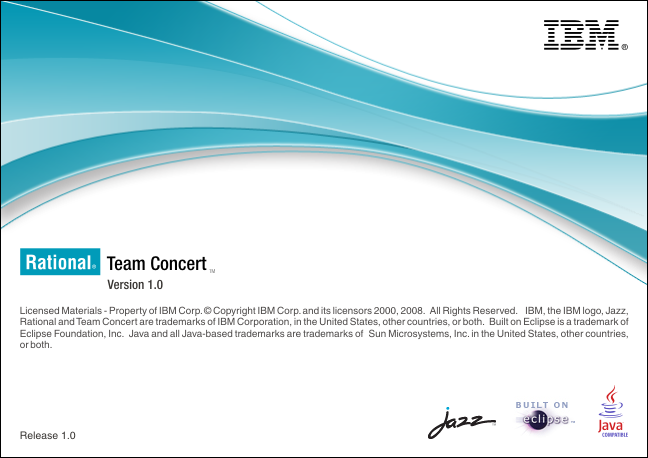 IBM®
Rational® Team Concert™
Version 1.0
Licensed Materials - Property of IBM Corp. © Copyright IBM Corp. and its licensors 2000, 2008.  All Rights Reserved.   IBM, the IBM logo, Jazz,
Rational and Team Concert are trademarks of IBM Corporation, in the United States, other countries, or both.  Built on Eclipse is a trademark of
Eclipse Foundation, Inc.  Java and all Java-based trademarks are trademarks of  Sun Microsystems, Inc. in the United States, other countries,
or both.
jazz™
BUILT ON
eclipse™
Java
COMPATIBLE
Release 1.0